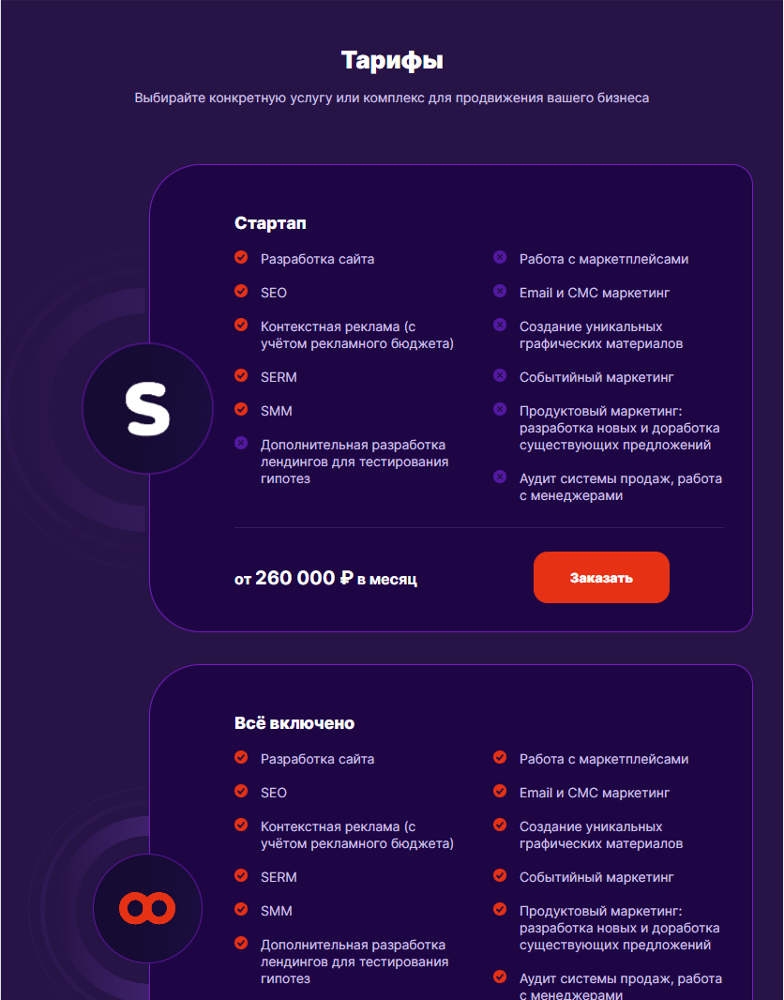 Тарифы
Выбирайте конкретную услугу или комплекс для продвижения вашего бизнеса
Стартап
Разработка сайта
SEO
Контекстная реклама (с
учётом рекламного бюджета)
SERM
SMM
Дополнительная разработка
лендингов для тестирования
гипотез
Работа с маркетплейсами
Email и СМС маркетинг
Создание уникальных
графических материалов
Событийный маркетинг
Продуктовый маркетинг:
разработка новых и доработка
существующих предложений
Аудит системы продаж, работа
с менеджерами
S
от 260 000 ₽ в месяц
Заказать
Всё включено
Разработка сайта
SEO
Контекстная реклама (с
учётом рекламного бюджета)
SERM
SMM
Дополнительная разработка
лендингов для тестирования
гипотез
Работа с маркетплейсами
Email и СМС маркетинг
Создание уникальных
графических материалов
Событийный маркетинг
Продуктовый маркетинг:
разработка новых и доработка
существующих предложений
Аудит системы продаж, работа
с менеджерами